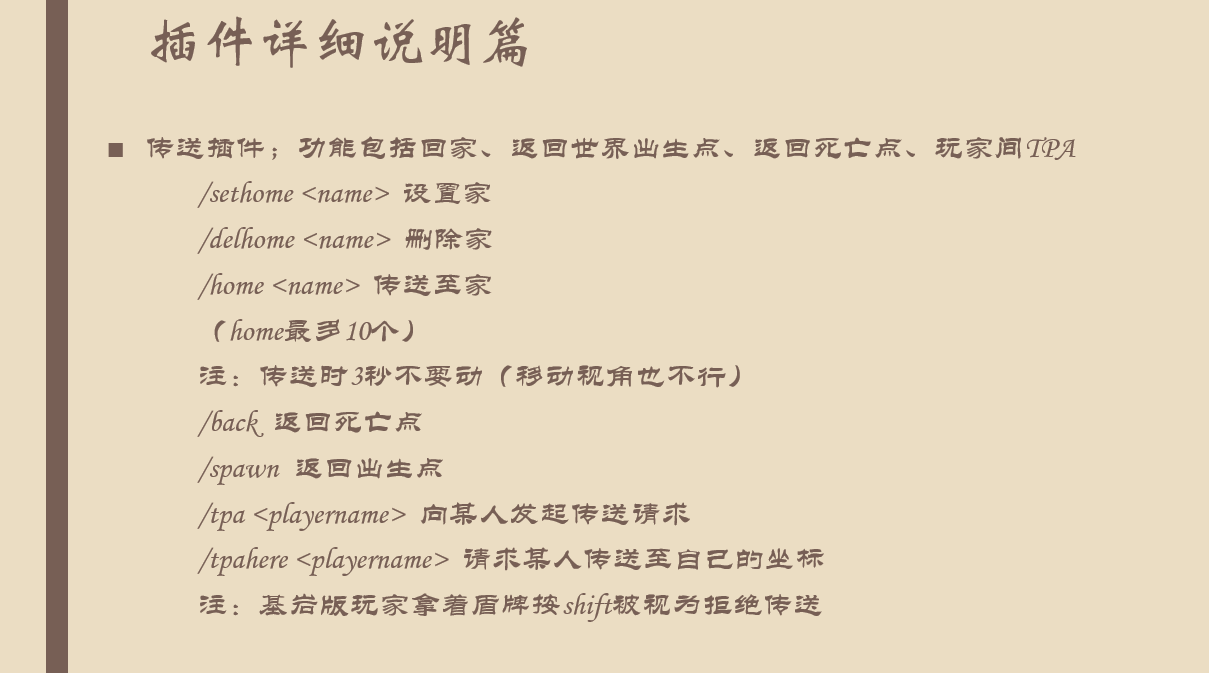 插件详细说明篇
■ 传送插件；功能包括回家、返回世界出生点、返回死亡点、玩家间TPA
/sethome <name> 设置家
/delhome <name> 删除家
/home <name> 传送至家
（home最多10个）
注：传送时3秒不要动（移动视角也不行）
/back 返回死亡点
/spawn 返回出生点
/tpa <playername> 向某人发起传送请求
/tpahere <playername> 请求某人传送至自己的坐标
注：基岩版玩家拿着盾牌按shift被视为拒绝传送